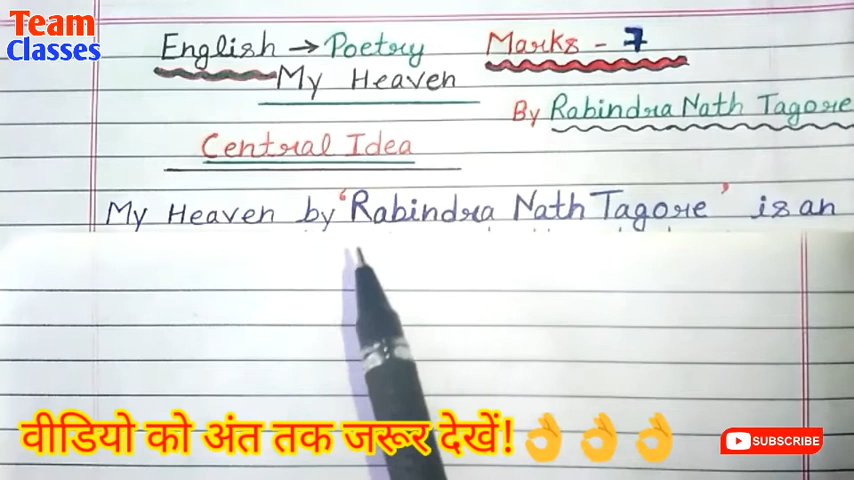 Team
Classes
English → Poetry Marks - 7
My Heaven
By Rabindra Nath Tagore
Central Idea
My Heaven by 'Rabindra Nath Tagore' is an
वीडियो को अंत तक जरूर देखें!👌👌👌
SUBSCRIBE